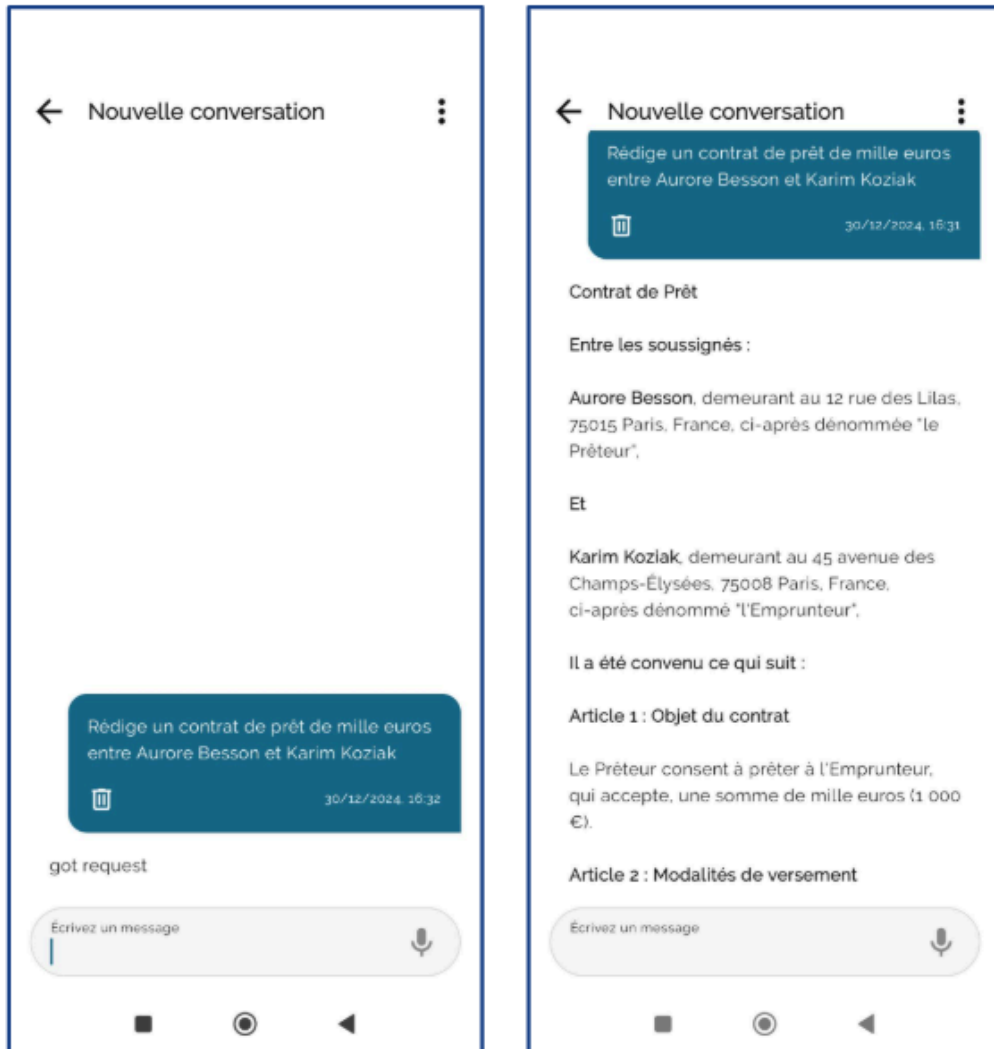 Nouvelle conversation
Rédige un contrat de prêt de mille euros
entre Aurore Besson et Karim Koziak
30/12/2024, 16:32
got request
Écrivez un message
Nouvelle conversation
Rédige un contrat de prêt de mille euros
entre Aurore Besson et Karim Koziak
30/12/2024, 16:31
Contrat de Prêt
Entre les soussignés :
Aurore Besson, demeurant au 12 rue des Lilas,
75015 Paris, France, ci-après dénommée "le
Prêteur",
Et
Karim Koziak, demeurant au 45 avenue des
Champs-Élysées, 75008 Paris, France,
ci-après dénommé "l'Emprunteur",
Il a été convenu ce qui suit :
Article 1 : Objet du contrat
Le Prêteur consent à prêter à l'Emprunteur,
qui accepte, une somme de mille euros (1 000
€).
Article 2 : Modalités de versement
Écrivez un message